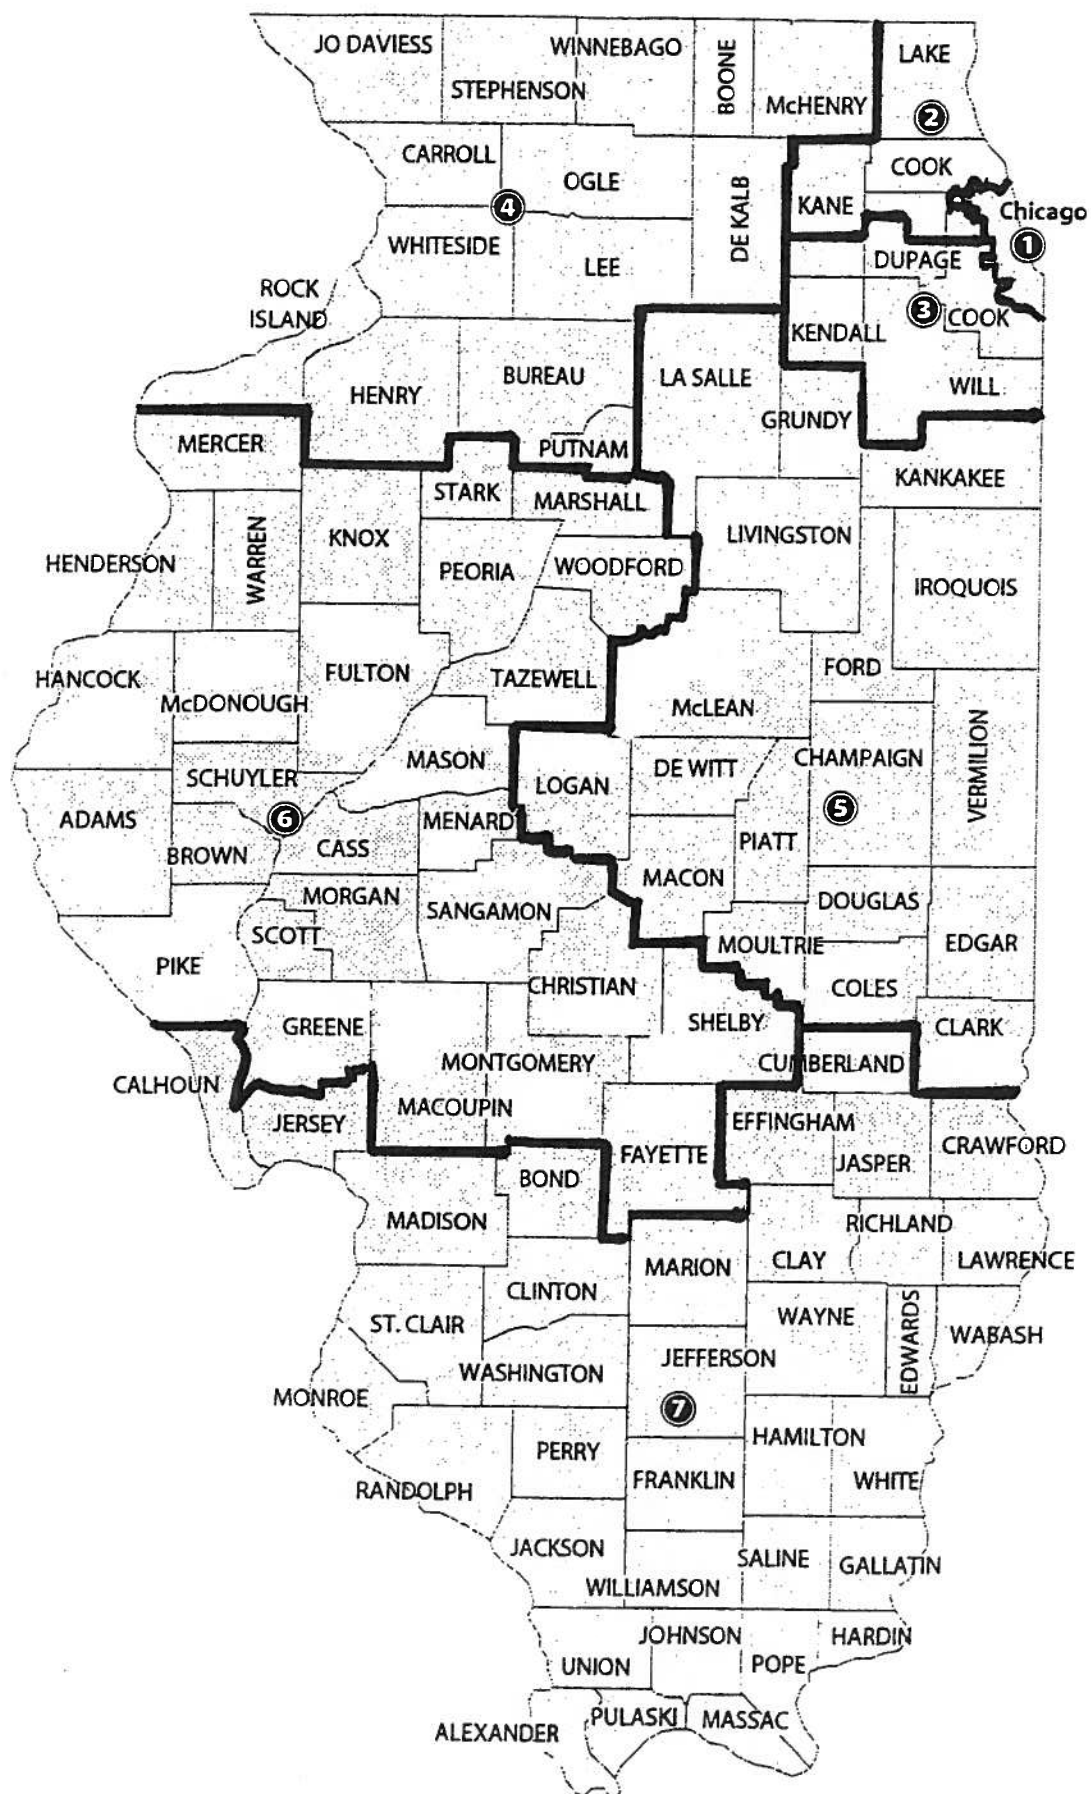 JO DAVIESS
STEPHENSON
WINNEBAGO
BOONE
McHENRY
LAKE
2
CARROLL
OGLE
DE KALB
KANE
COOK
Chicago
1
4
WHITESIDE
LEE
DUPAGE
3
COOK
ROCK
ISLAND
KENDALL
HENRY
BUREAU
LA SALLE
WILL
GRUNDY
MERCER
PUTNAM
KANKAKEE
STARK
MARSHALL
HENDERSON
WARREN
KNOX
PEORIA
WOODFORD
LIVINGSTON
IROQUOIS
HANCOCK
McDONOUGH
FULTON
TAZEWELL
McLEAN
FORD
VERMILION
SCHUYLER
MASON
LOGAN
DE WITT
CHAMPAIGN
5
ADAMS
6
BROWN
CASS
MENARD
MACON
PIATT
DOUGLAS
MORGAN
SANGAMON
SCOTT
MOULTRIE
EDGAR
PIKE
CHRISTIAN
COLES
GREENE
SHELBY
CLARK
MONTGOMERY
CUMBERLAND
CALHOUN
JERSEY
MACOUPIN
EFFINGHAM
FAYETTE
JASPER
CRAWFORD
BOND
MADISON
RICHLAND
MARION
CLAY
LAWRENCE
CLINTON
ST. CLAIR
WAYNE
EDWARDS
WABASH
WASHINGTON
JEFFERSON
MONROE
7
PERRY
HAMILTON
RANDOLPH
FRANKLIN
WHITE
JACKSON
WILLIAMSON
SALINE
GALLATIN
JOHNSON
HARDIN
UNION
POPE
ALEXANDER
PULASKI
MASSAC